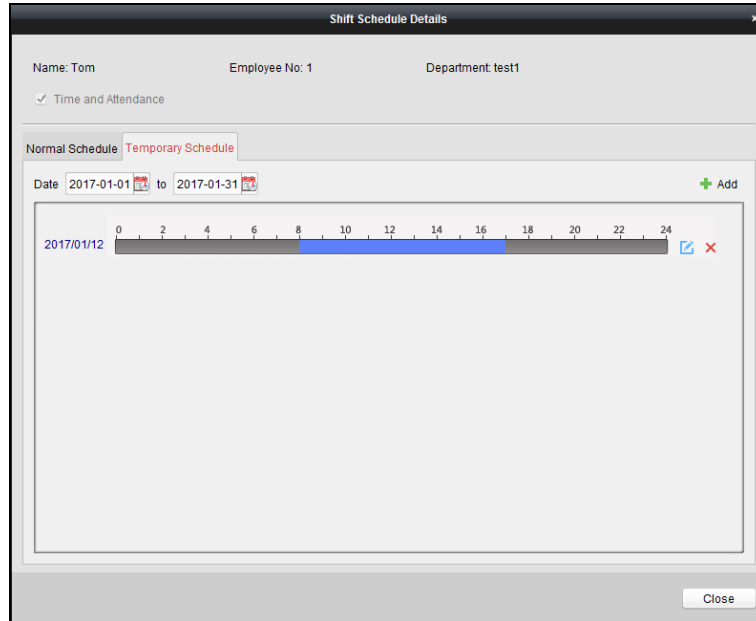 Shift Schedule Details
Name: Tom Employee No: 1 Department: test1
Time and Attendance
Normal Schedule Temporary Schedule
Date 2017-01-01 to 2017-01-31 Add
0 2 4 6 8 10 12 14 16 18 20 22 24
2017/01/12
Close